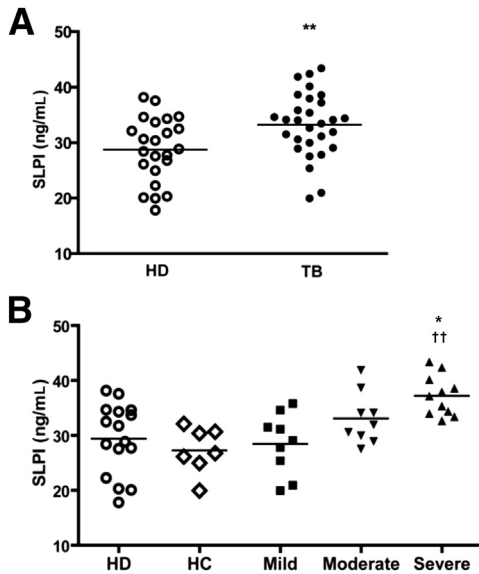 A
**
50
40
30
20
10
SLPI (ng/mL)
HD TB
B
*
††
50
40
30
20
10
SLPI (ng/mL)
HD HC Mild Moderate Severe